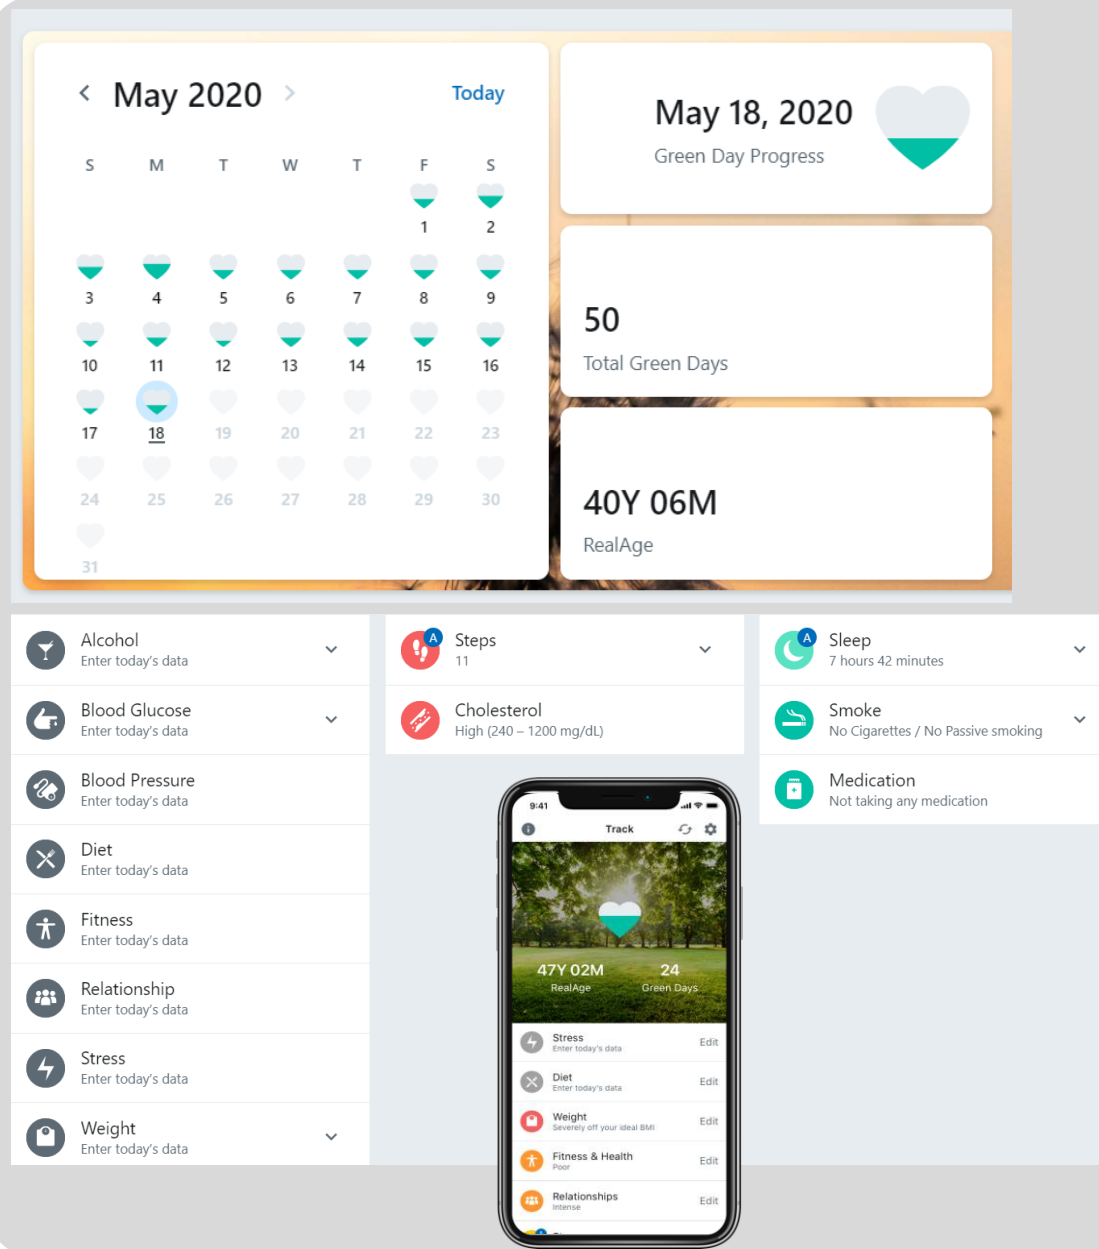 May 2020
Today
S M T W T F S
1 2
3 4 5 6 7 8 9
10 11 12 13 14 15 16
17 18 19 20 21 22 23
24 25 26 27 28 29 30
31
May 18, 2020
Green Day Progress
50
Total Green Days
40Y 06M
RealAge
Alcohol
Enter today's data
Blood Glucose
Enter today's data
Blood Pressure
Enter today's data
Diet
Enter today's data
Fitness
Enter today's data
Relationship
Enter today's data
Stress
Enter today's data
Weight
Enter today's data
A
Steps
11
Cholesterol
High (240 – 1200 mg/dL)
A
Sleep
7 hours 42 minutes
Smoke
No Cigarettes / No Passive smoking
Medication
Not taking any medication
9:41
Track
47Y 02M 24
RealAge Green Days
Stress
Enter today's data
Edit
Diet
Enter today's data
Edit
Weight
Severely off your ideal BMI
Edit
Fitness & Health
Poor
Edit
Relationships
Intense
Edit